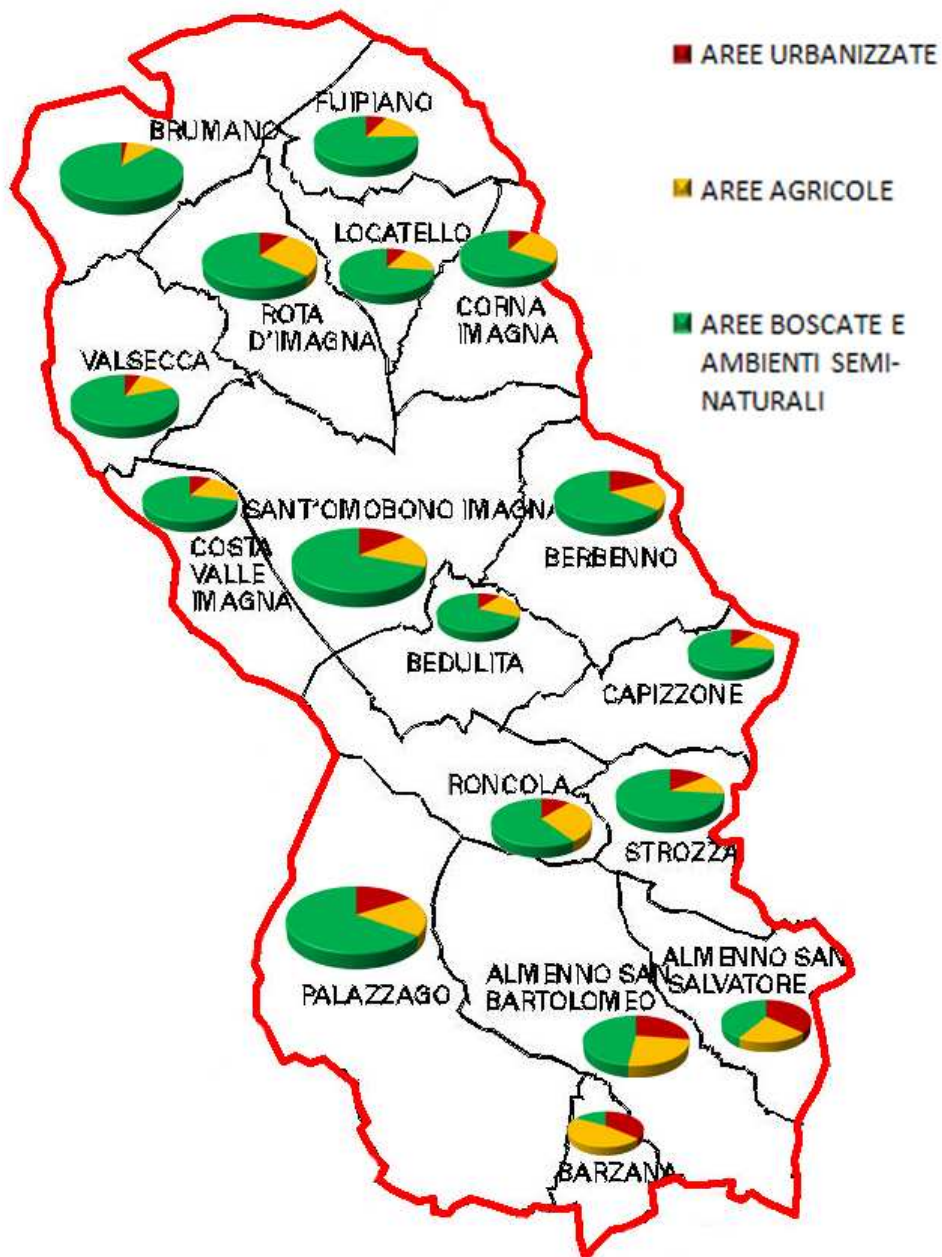 AREE URBANIZZATE
FUIPIANO
BRUMANO
AREE AGRICOLE
LOCATELLO
ROTA
D'IMAGNA
CORNA
IMAGNA
AREE BOSCATE E
AMBIENTI SEMI-
NATURALI
VALSECCA
SANT'OMOBONO IMAGNA
COSTA
VALLE
IMAGNA
BERBENNO
BEDULITA
CAPIZZONE
RONCOLA
STROZZA
ALMENNO SAN
SALVATORE
ALMENNO SAN
BARTOLOMEO
PALAZZAGO
BARZANA